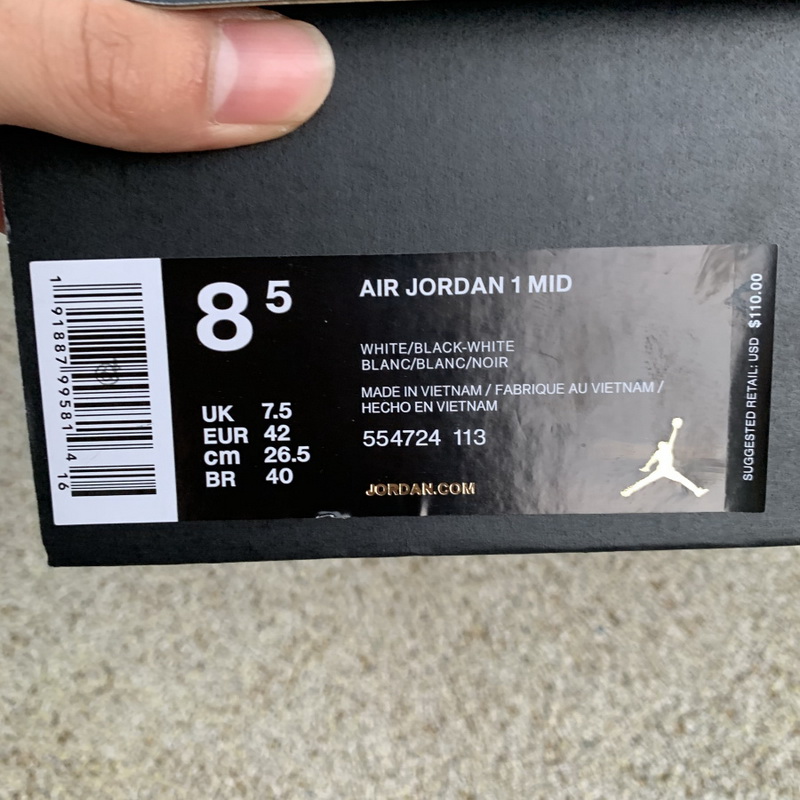 1 91887 99581 4 16
8 5
UK 7.5
EUR 42
cm 26.5
BR 40
AIR JORDAN 1 MID
WHITE/BLACK-WHITE
BLANC/BLANC/NOIR
MADE IN VIETNAM / FABRIQUE AU VIETNAM /
HECHO EN VIETNAM
554724 113
JORDAN.COM
SUGGESTED RETAIL: USD $110.00